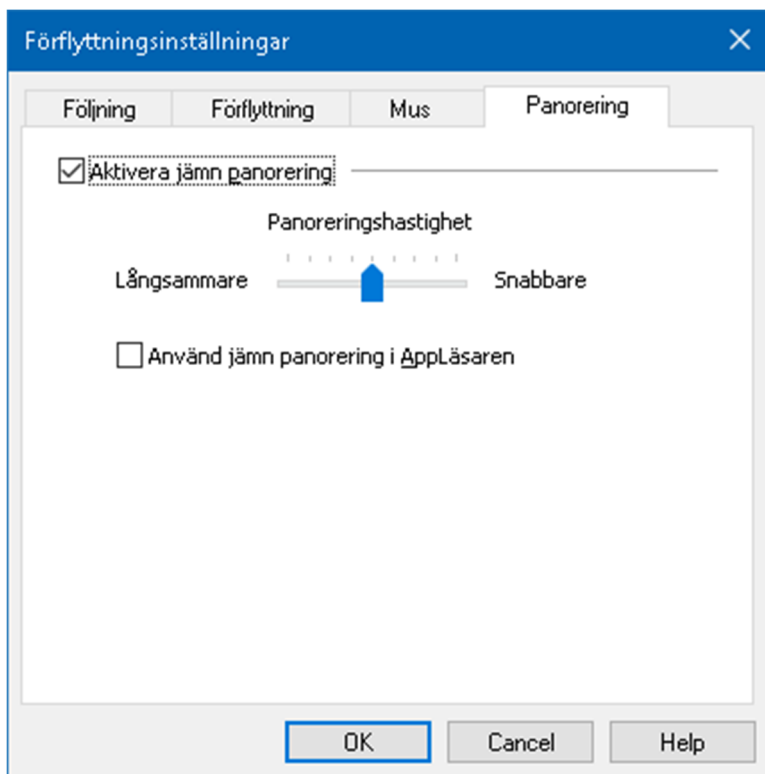 Förflyttningsinställningar
Följning Förflyttning Mus Panorering
Aktivera jämn panorering
Panoreringshastighet
Långsammare Snabbare
Använd jämn panorering i AppLäsaren
OK Cancel Help